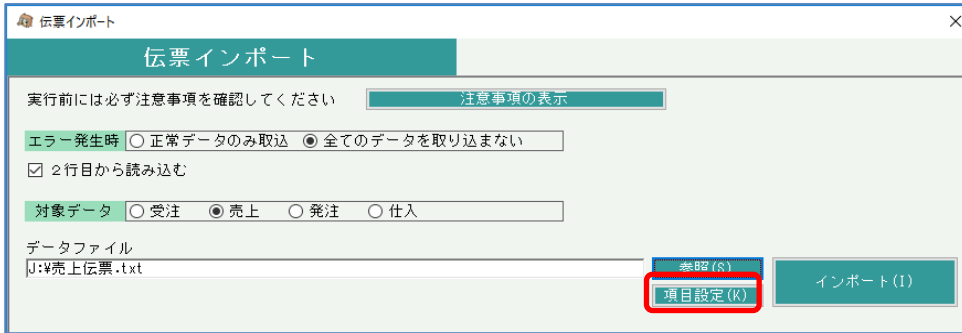 伝票インポート
伝票インポート
実行前には必ず注意事項を確認してください 注意事項の表示
エラー発生時 正常データのみ取込 全てのデータを取り込まない
2行目から読み込む
対象データ 受注 売上 発注 仕入
データファイル
J:¥売上伝票.txt 参照(S)
項目設定(K) インポート(I)